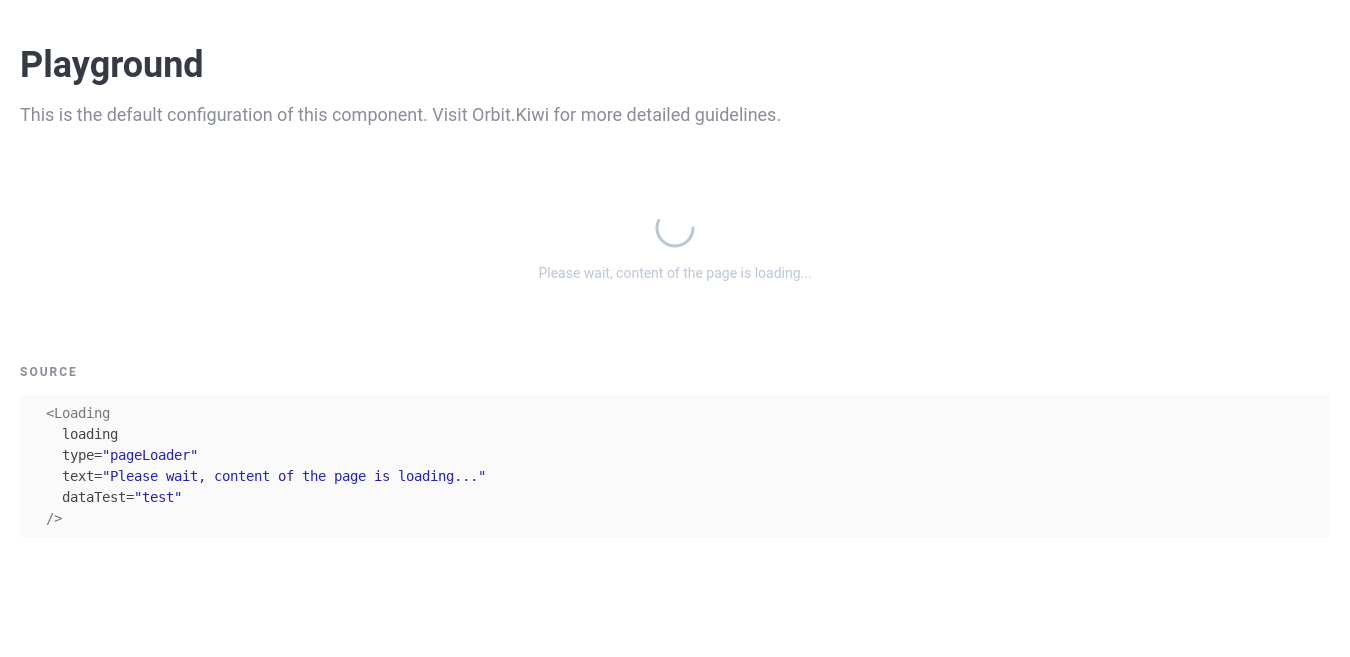 Playground
This is the default configuration of this component. Visit Orbit.Kiwi for more detailed guidelines.
Please wait, content of the page is loading...
SOURCE
<Loading
  loading
  type="pageLoader"
  text="Please wait, content of the page is loading..."
  dataTest="test"
/>